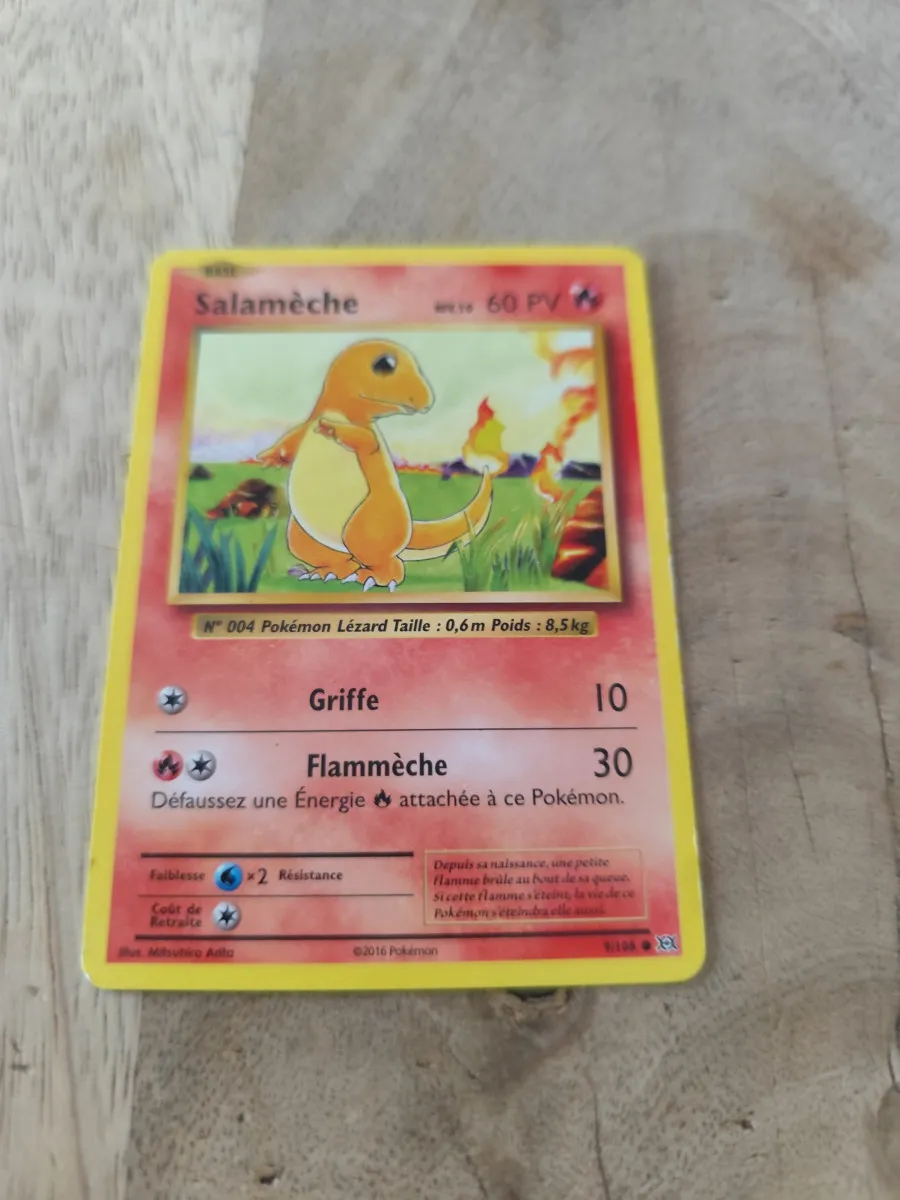 BASE
Salamèche
NIV.10 60 PV
N° 004 Pokémon Lézard Taille : 0,6 m Poids : 8,5 kg
Griffe 10
Flammèche 30
Défaussez une Énergie attachée à ce Pokémon.
Faiblesse ×2 Résistance
Coût de
Retraite
Depuis sa naissance, une petite
flamme brûle au bout de sa queue.
Si cette flamme s'éteint, la vie de ce
Pokémon s'éteindra elle aussi.
Illus. Mitsuhiro Arita
©2016 Pokémon
9/108